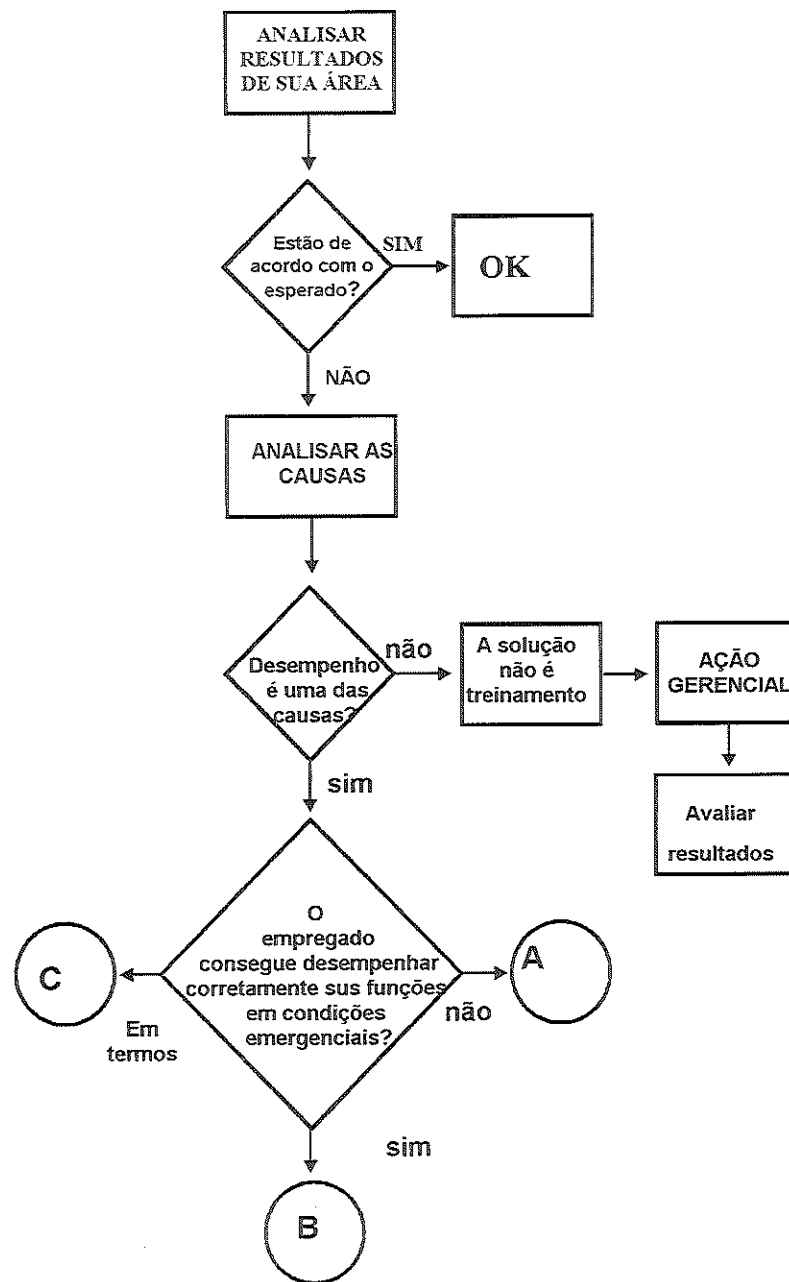 ANALISAR
RESULTADOS
DE SUA ÁREA
Estão de
acordo com o
esperado?
SIM
OK
NÃO
ANALISAR AS
CAUSAS
Desempenho
é uma das
causas?
não
A solução
não é
treinamento
AÇÃO
GERENCIAL
sim
Avaliar
resultados
O
empregado
consegue desempenhar
corretamente sus funções
em condições
emergenciais?
C
Em
termos
não
A
sim
B